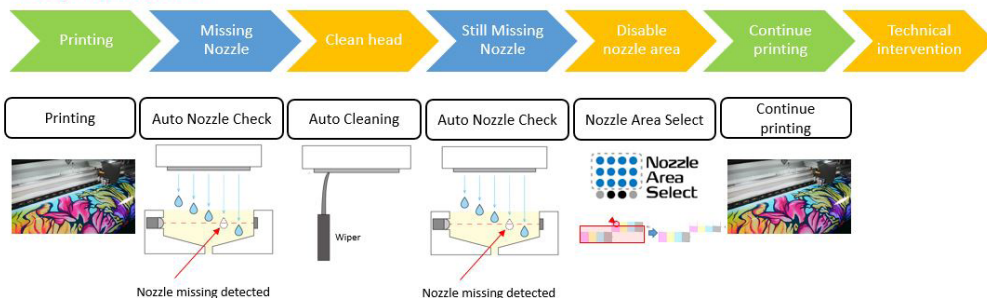 Printing
Missing
Nozzle
Clean head
Still Missing
Nozzle
Disable
nozzle area
Continue
printing
Technical
intervention
Printing
Auto Nozzle Check
Auto Cleaning
Auto Nozzle Check
Nozzle Area Select
Continue
printing
Wiper
Nozzle
Area
Select
Nozzle missing detected
Nozzle missing detected